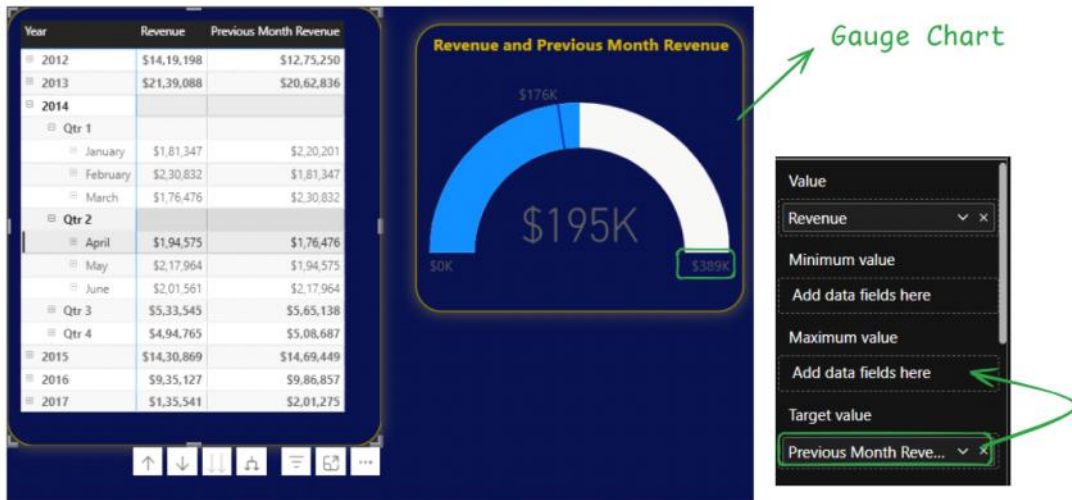 Year Revenue Previous Month Revenue
2012 $14,19,198 $12,75,250
2013 $21,39,088 $20,62,836
2014
Qtr 1
January $1,81,347 $2,20,201
February $2,30,832 $1,81,347
March $1,76,476 $2,30,832
Qtr 2
April $1,94,575 $1,76,476
May $2,17,964 $1,94,575
June $2,01,561 $2,17,964
Qtr 3 $5,33,545 $5,65,138
Qtr 4 $4,94,765 $5,08,687
2015 $14,30,869 $14,69,449
2016 $9,35,127 $9,86,857
2017 $1,35,541 $2,01,275
Revenue and Previous Month Revenue
$176K
$195K
$0K $389K
Gauge Chart
Value
Revenue
Minimum value
Add data fields here
Maximum value
Add data fields here
Target value
Previous Month Reve...